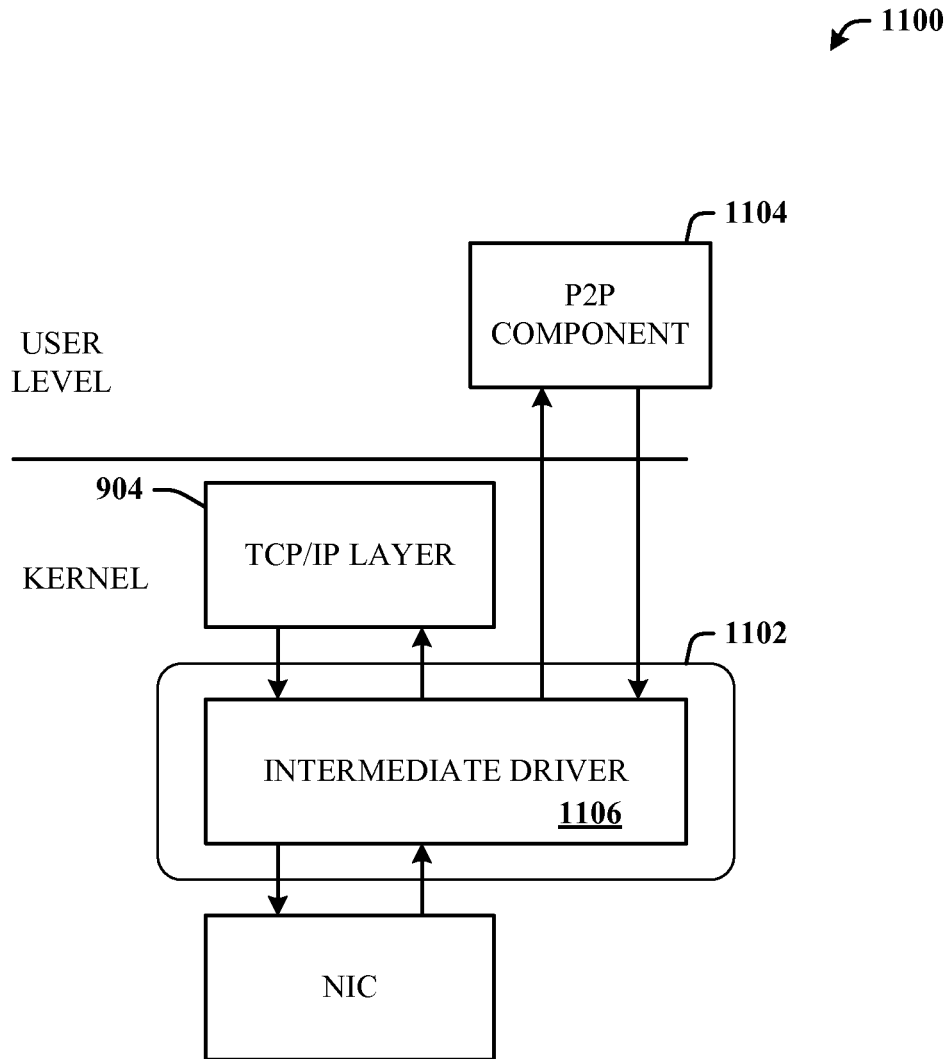 1100
1104
P2P
COMPONENT
USER
LEVEL
904
TCP/IP LAYER
KERNEL
1102
INTERMEDIATE DRIVER
1106
NIC